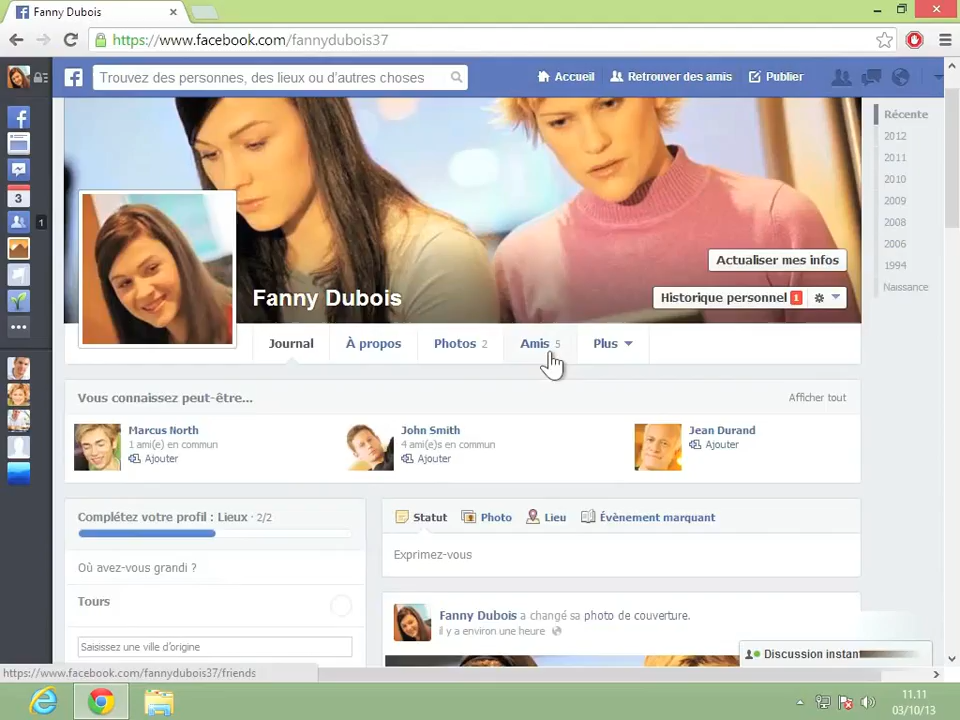 Fanny Dubois
https://www.facebook.com/fannydubois37
Trouvez des personnes, des lieux ou d'autres choses
Accueil
Retrouver des amis
Publier
3
1
Récente
2012
2011
2010
2009
2008
2006
1994
Naissance
Actualiser mes infos
Fanny Dubois
Historique personnel 1
Journal
À propos
Photos 2
Amis 5
Plus
Vous connaissez peut-être...
Afficher tout
Marcus North
1 ami(e) en commun
Ajouter
John Smith
4 ami(e)s en commun
Ajouter
Jean Durand
Ajouter
Complétez votre profil : Lieux · 2/2
Où avez-vous grandi ?
Tours
Saisissez une ville d'origine
Statut
Photo
Lieu
Évènement marquant
Exprimez-vous
Fanny Dubois a changé sa photo de couverture.
il y a environ une heure
Discussion instan
https://www.facebook.com/fannydubois37/friends
11.11
03/10/13